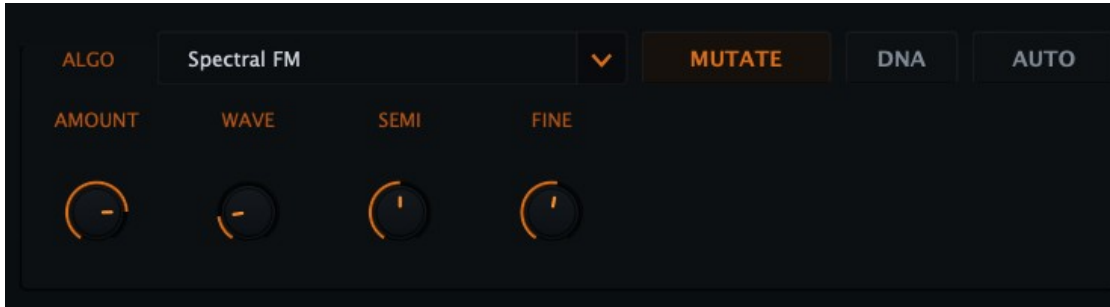 ALGO Spectral FM MUTATE DNA AUTO
AMOUNT WAVE SEMI FINE